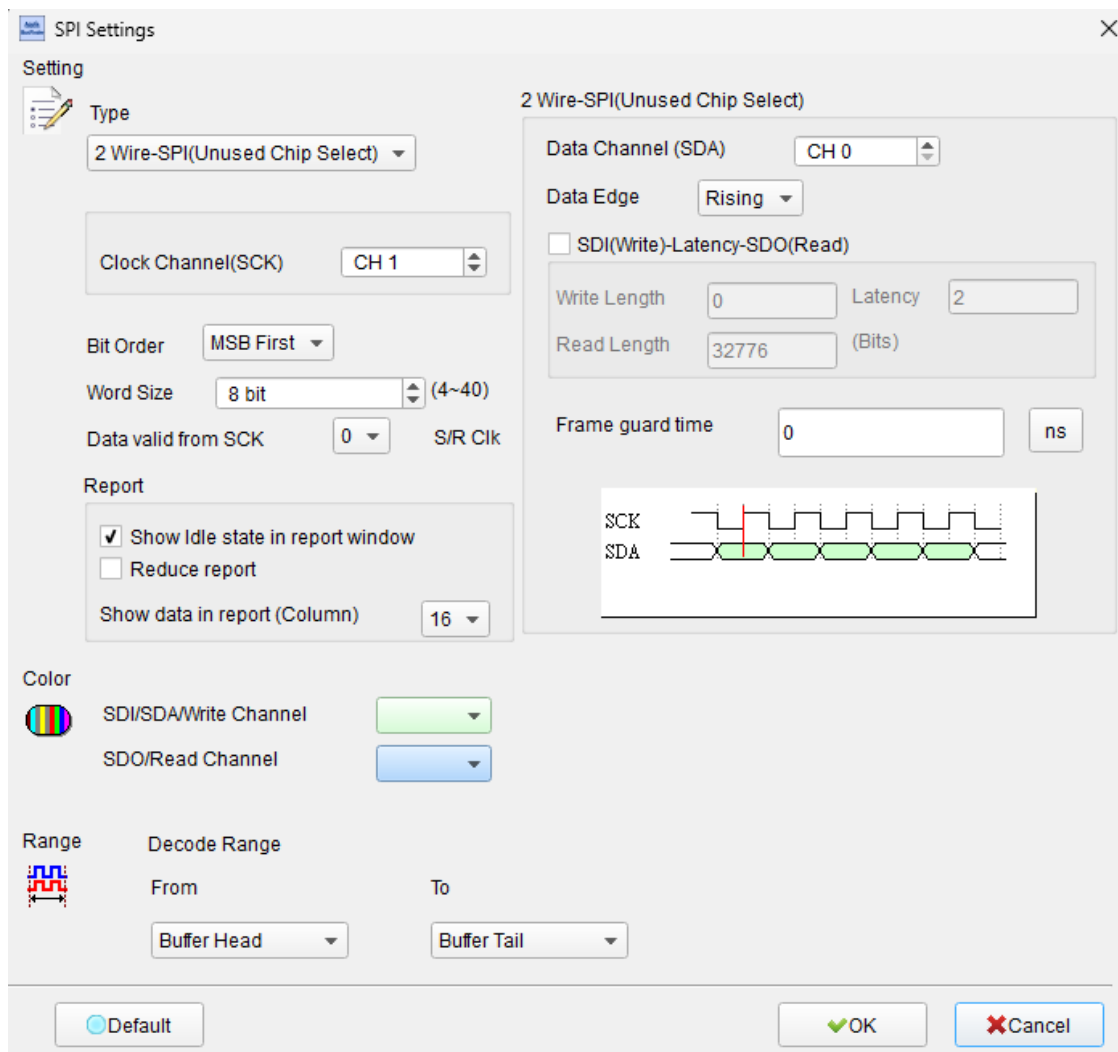 SPI Settings
Setting
Type
2 Wire-SPI(Unused Chip Select)
Clock Channel(SCK) CH 1
Bit Order MSB First
Word Size 8 bit (4~40)
Data valid from SCK 0 S/R Clk
Report
Show Idle state in report window
Reduce report
Show data in report (Column) 16
2 Wire-SPI(Unused Chip Select)
Data Channel (SDA) CH 0
Data Edge Rising
SDI(Write)-Latency-SDO(Read)
Write Length 0 Latency 2
Read Length 32776 (Bits)
Frame guard time 0 ns
SCK
SDA
Color
SDI/SDA/Write Channel
SDO/Read Channel
Range
Decode Range
From To
Buffer Head Buffer Tail
Default OK Cancel